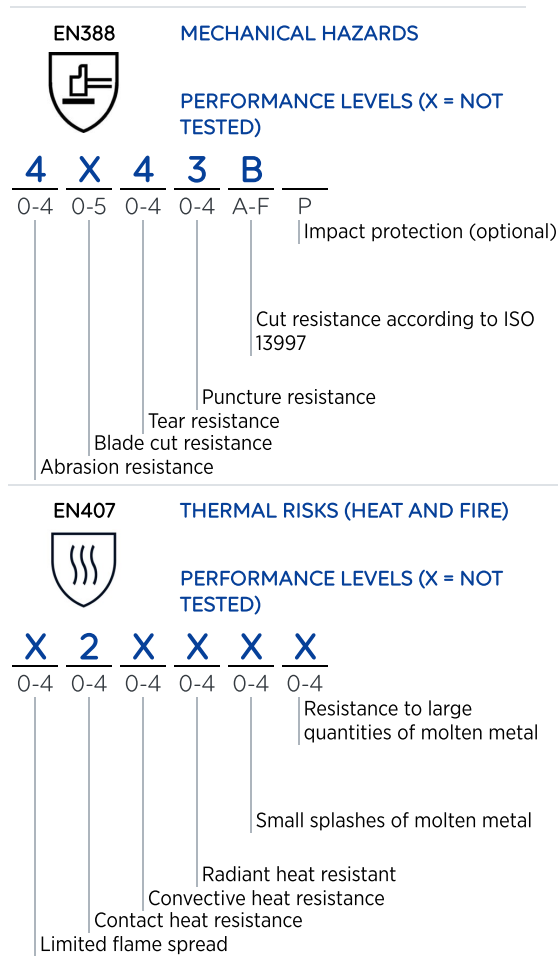 EN388
MECHANICAL HAZARDS
PERFORMANCE LEVELS (X = NOT
TESTED)
4 X 4 3 B
0-4 0-5 0-4 0-4 A-F P
Impact protection (optional)
Cut resistance according to ISO
13997
Puncture resistance
Tear resistance
Blade cut resistance
Abrasion resistance
EN407
THERMAL RISKS (HEAT AND FIRE)
PERFORMANCE LEVELS (X = NOT
TESTED)
X 2 X X X X
0-4 0-4 0-4 0-4 0-4 0-4
Resistance to large
quantities of molten metal
Small splashes of molten metal
Radiant heat resistant
Convective heat resistance
Contact heat resistance
Limited flame spread